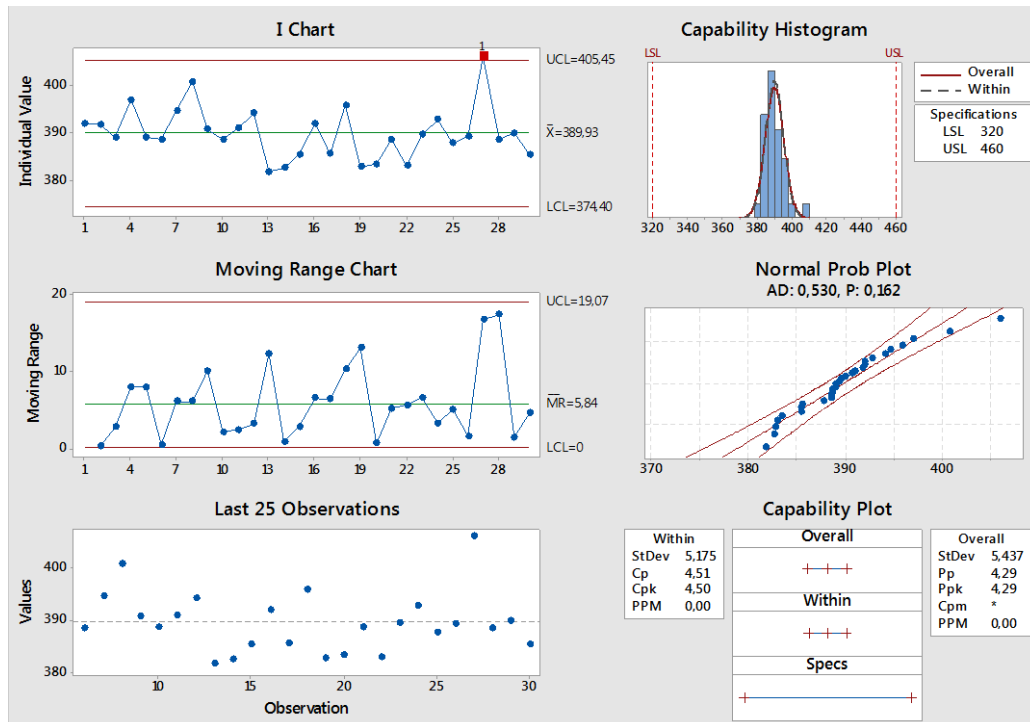 I Chart
1
UCL=405,45
X̄=389,93
LCL=374,40
Individual Value
400
390
380
1 4 7 10 13 16 19 22 25 28
Capability Histogram
LSL
USL
320 340 360 380 400 420 440 460
Overall
Within
Specifications
LSL 320
USL 460
Moving Range Chart
UCL=19,07
M̅R̅=5,84
LCL=0
Moving Range
20
10
0
1 4 7 10 13 16 19 22 25 28
Normal Prob Plot
AD: 0,530, P: 0,162
370 380 390 400
Last 25 Observations
Values
400
390
380
10 15 20 25 30
Observation
Capability Plot
Within
StDev 5,175
Cp 4,51
Cpk 4,50
PPM 0,00
Overall
Within
Specs
Overall
StDev 5,437
Pp 4,29
Ppk 4,29
Cpm *
PPM 0,00